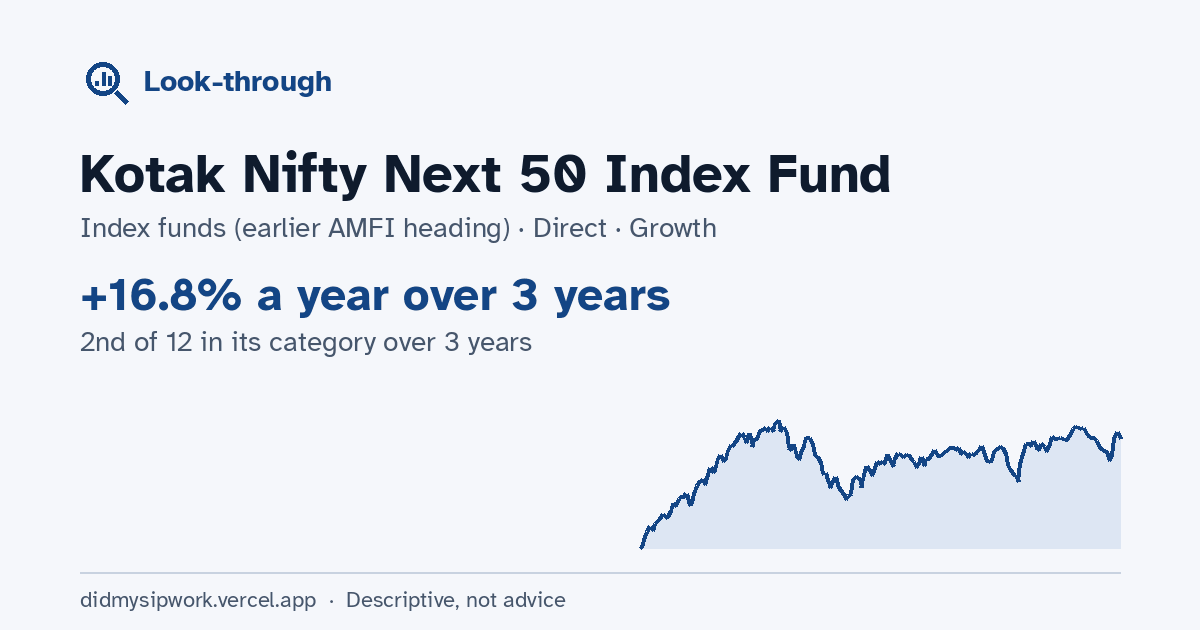 Look-through
Kotak Nifty Next 50 Index Fund
Index funds (earlier AMFI heading) · Direct · Growth
+16.8% a year over 3 years
2nd of 12 in its category over 3 years
didmysipwork.vercel.app · Descriptive, not advice